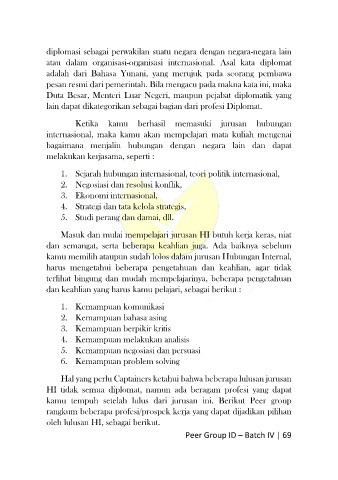 diplomasi sebagai perwakilan suatu negara dengan negara-negara lain
atau dalam organisasi-organisasi internasional. Asal kata diplomat
adalah dari Bahasa Yunani, yang merujuk pada seorang pembawa
pesan resmi dari pemerintah. Bila mengacu pada makna kata ini, maka
Duta Besar, Menteri Luar Negeri, maupun pejabat diplomatik yang
lain dapat dikategorikan sebagai bagian dari profesi Diplomat.
Ketika kamu berhasil memasuki jurusan hubungan
internasional, maka kamu akan mempelajari mata kuliah mengenai
bagaimana menjalin hubungan dengan negara lain dan dapat
melakukan kerjasama, seperti :
1. Sejarah hubungan internasional, teori politik internasional,
2. Negosiasi dan resolusi konflik,
3. Ekonomi internasional,
4. Strategi dan tata kelola strategis,
5. Studi perang dan damai, dll.
Masuk dan mulai mempelajari jurusan HI butuh kerja keras, niat
dan semangat, serta beberapa keahlian juga. Ada baiknya sebelum
kamu memilih ataupun sudah lolos dalam jurusan Hubungan Internal,
harus mengetahui beberapa pengetahuan dan keahlian, agar tidak
terlihat bingung dan mudah mempelajarinya, beberapa pengetahuan
dan keahlian yang harus kamu pelajari, sebagai berikut :
1. Kemampuan komunikasi
2. Kemampuan bahasa asing
3. Kemampuan berpikir kritis
4. Kemampuan melakukan analisis
5. Kemampuan negosiasi dan persuasi
6. Kemampuan problem solving
Hal yang perlu Captainers ketahui bahwa beberapa lulusan jurusan
HI tidak semua diplomat, namun ada beragam profesi yang dapat
kamu tempuh setelah lulus dari jurusan ini. Berikut Peer group
rangkum beberapa profesi/prospek kerja yang dapat dijadikan pilihan
oleh lulusan HI, sebagai berikut.
Peer Group ID – Batch IV | 69